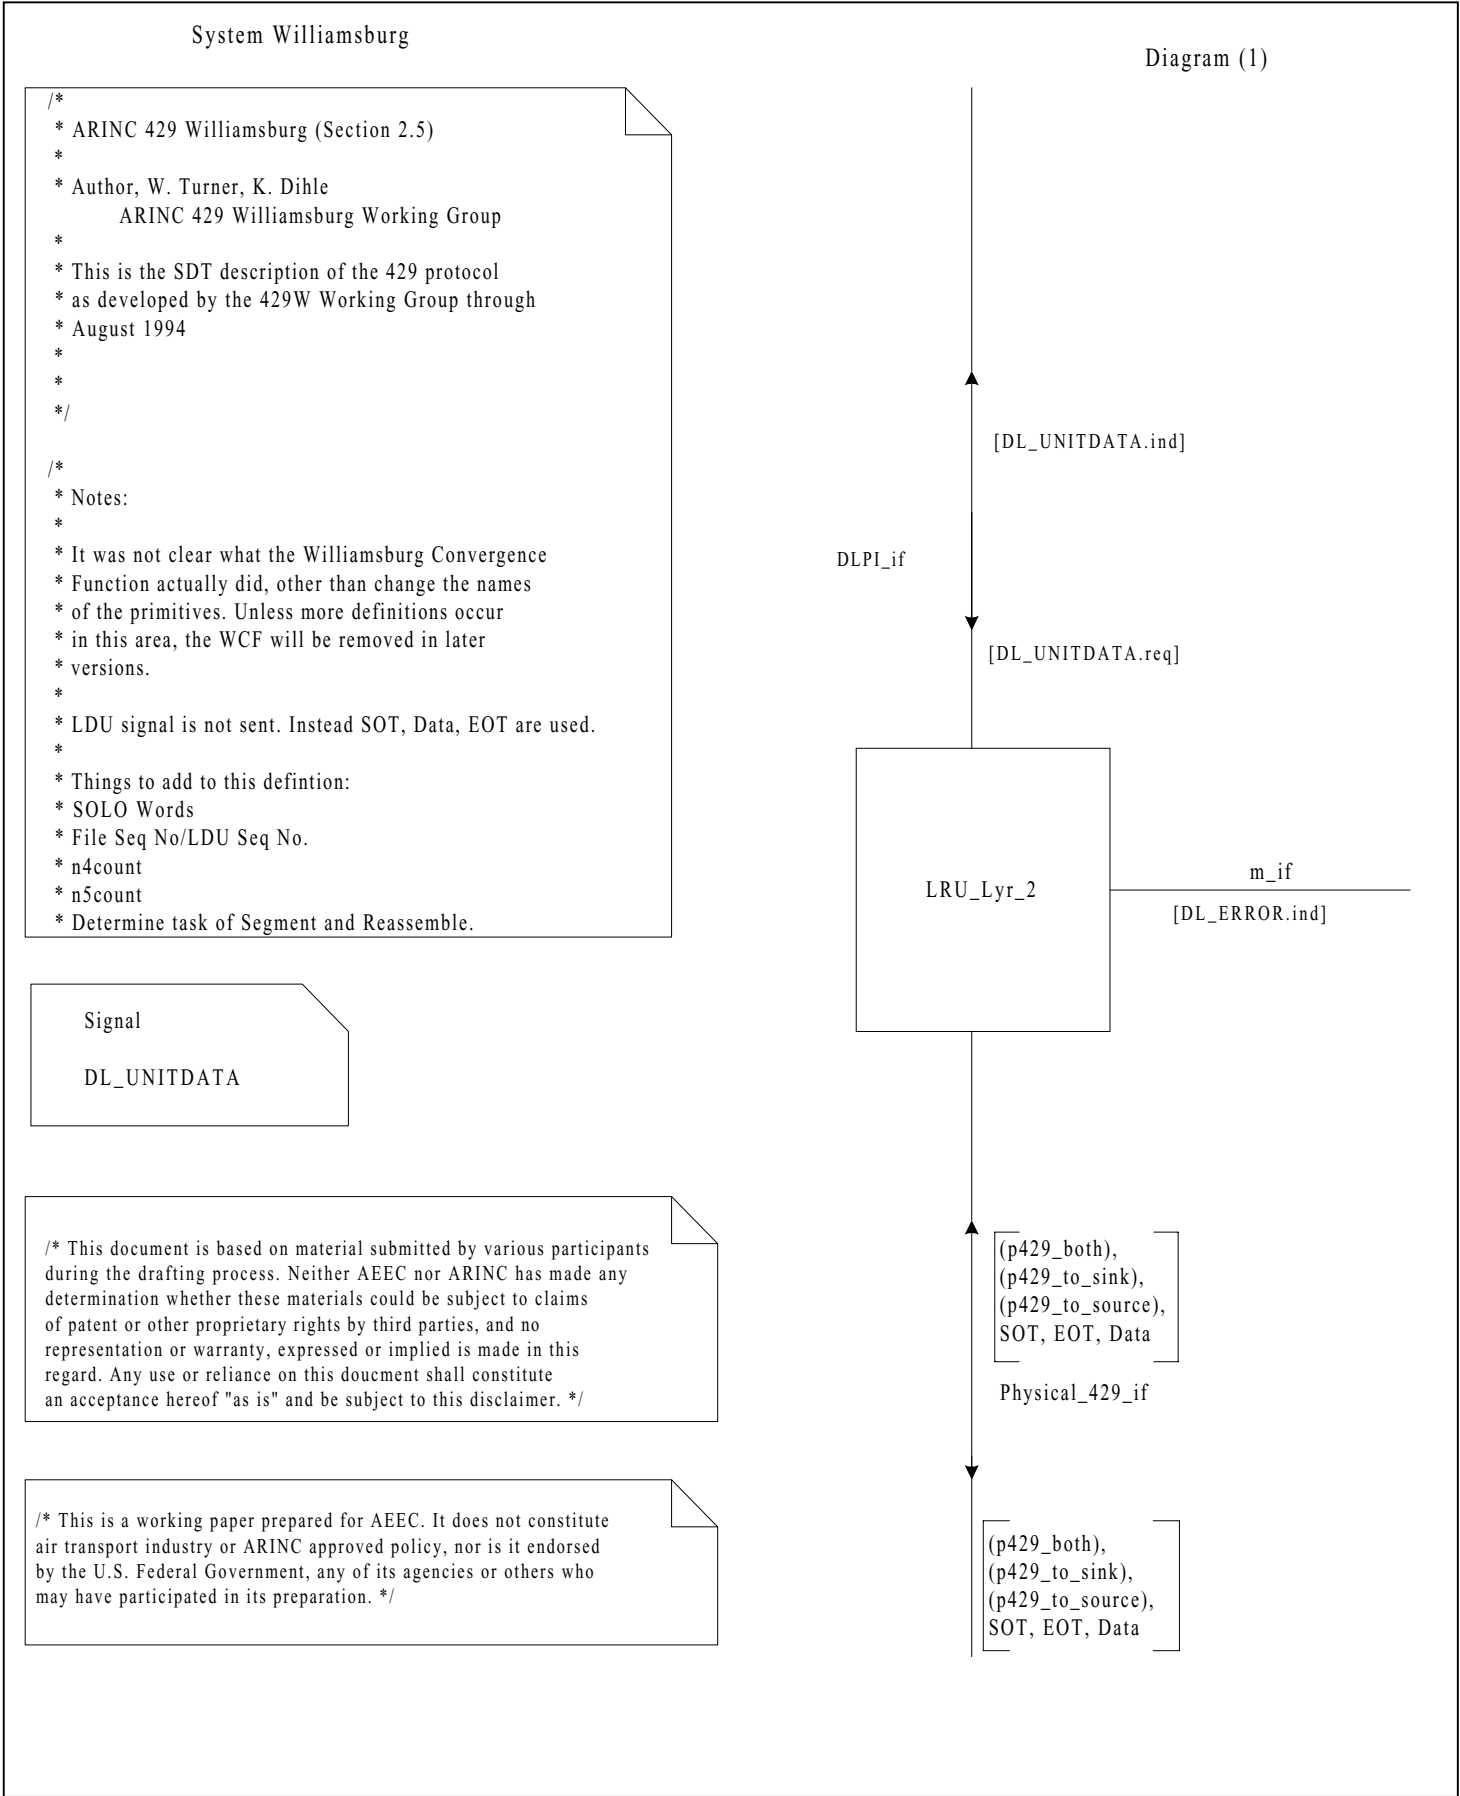 System Williamsburg
Diagram (1)
/*
* ARINC 429 Williamsburg (Section 2.5)
*
* Author, W. Turner, K. Dihle
ARINC 429 Williamsburg Working Group
*
* This is the SDT description of the 429 protocol
* as developed by the 429W Working Group through
* August 1994
*
*
*/
/*
* Notes:
*
* It was not clear what the Williamsburg Convergence
* Function actually did, other than change the names
* of the primitives. Unless more definitions occur
* in this area, the WCF will be removed in later
* versions.
*
* LDU signal is not sent. Instead SOT, Data, EOT are used.
*
* Things to add to this defintion:
* SOLO Words
* File Seq No/LDU Seq No.
* n4count
* n5count
* Determine task of Segment and Reassemble.
Signal
DL_UNITDATA
/* This document is based on material submitted by various participants
during the drafting process. Neither AEEC nor ARINC has made any
determination whether these materials could be subject to claims
of patent or other proprietary rights by third parties, and no
representation or warranty, expressed or implied is made in this
regard. Any use or reliance on this doucment shall constitute
an acceptance hereof "as is" and be subject to this disclaimer. */
/* This is a working paper prepared for AEEC. It does not constitute
air transport industry or ARINC approved policy, nor is it endorsed
by the U.S. Federal Government, any of its agencies or others who
may have participated in its preparation. */
[DL_UNITDATA.ind]
DLPI_if
[DL_UNITDATA.req]
LRU_Lyr_2
m_if
[DL_ERROR.ind]
(p429_both),
(p429_to_sink),
(p429_to_source),
SOT, EOT, Data
Physical_429_if
(p429_both),
(p429_to_sink),
(p429_to_source),
SOT, EOT, Data